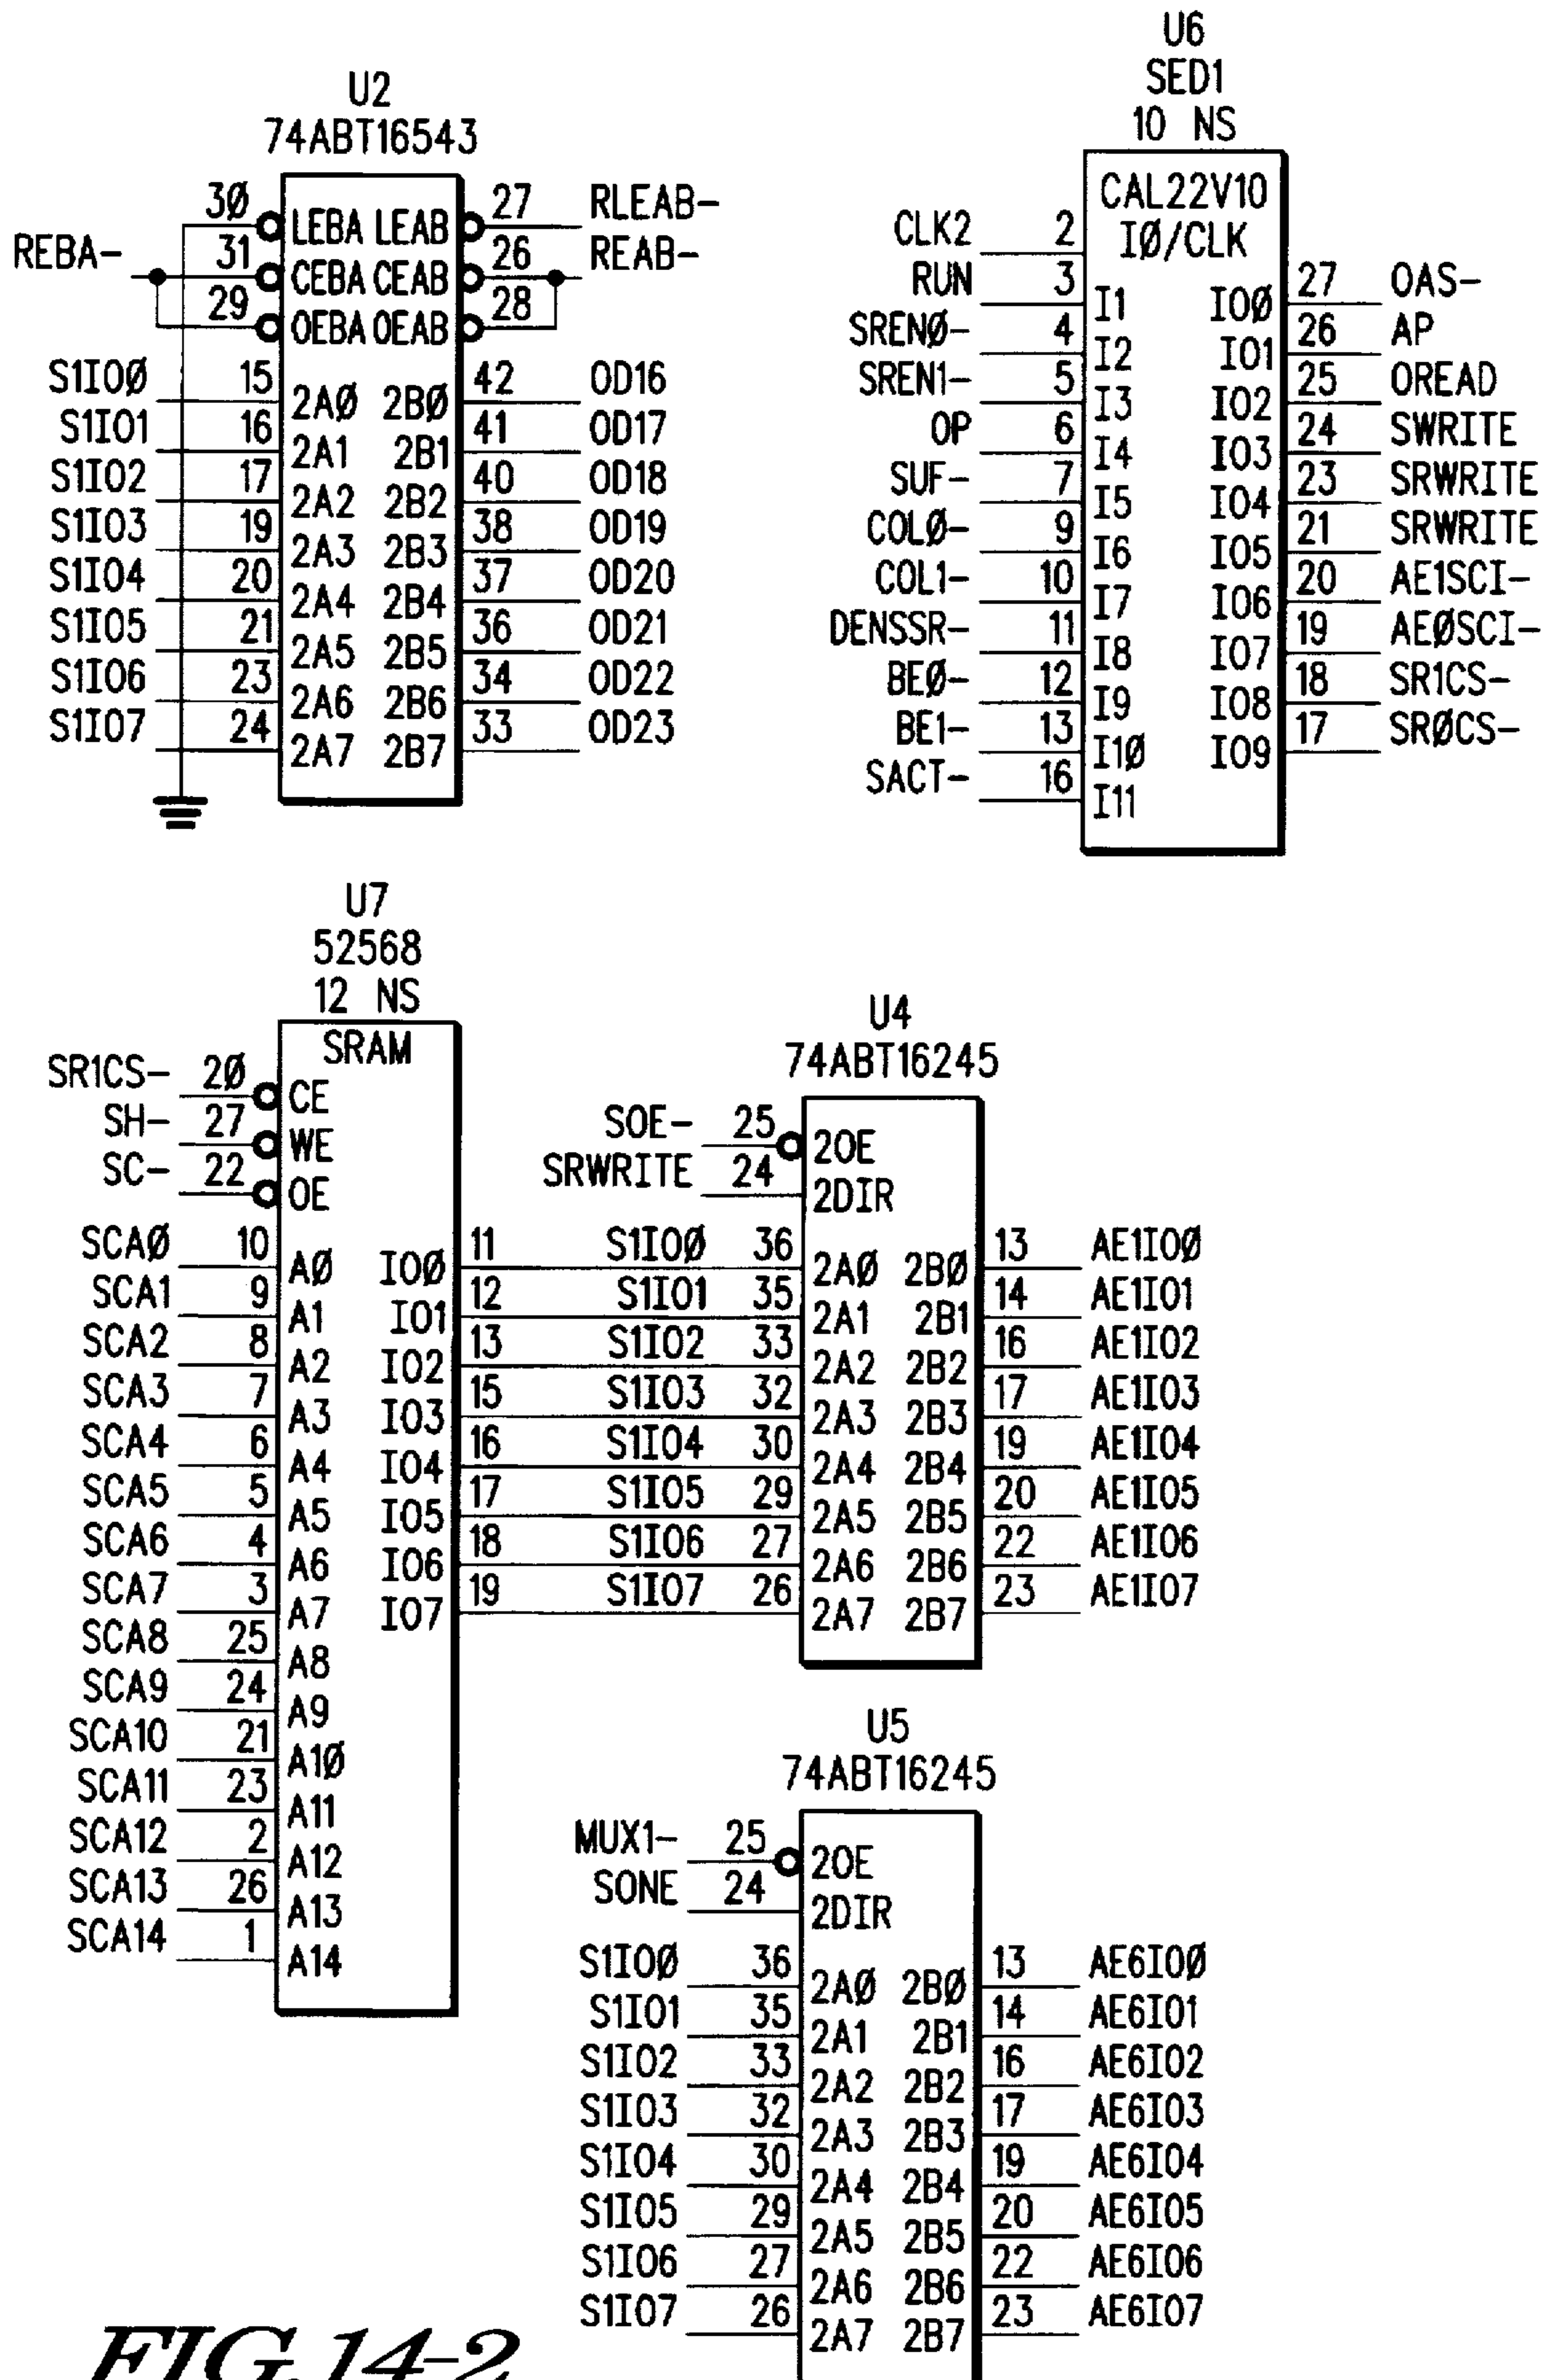 U2
74ABT16543
30 LEBA LEAB 27 RLEAB-
REBA- 31 CEBA CEAB 26 REAB-
29 OEBA OEAB 28
S1IOØ 15 2AØ 2BØ 42 OD16
S1IO1 16 2A1 2B1 41 OD17
S1IO2 17 2A2 2B2 40 OD18
S1IO3 19 2A3 2B3 38 OD19
S1IO4 20 2A4 2B4 37 OD20
S1IO5 21 2A5 2B5 36 OD21
S1IO6 23 2A6 2B6 34 OD22
S1IO7 24 2A7 2B7 33 OD23
U6
SED1
10 NS
CAL22V10
CLK2 2 IØ/CLK
RUN 3 I1 IOØ 27 OAS-
SRENØ- 4 I2 IO1 26 AP
SREN1- 5 I3 IO2 25 OREAD
OP 6 I4 IO3 24 SWRITE
SUF- 7 I5 IO4 23 SRWRITE
COLØ- 9 I6 IO5 21 SRWRITE
COL1- 10 I7 IO6 20 AE1SCI-
DENSSR- 11 I8 IO7 19 AEØSCI-
BEØ- 12 I9 IO8 18 SR1CS-
BE1- 13 I1Ø IO9 17 SRØCS-
SACT- 16 I11
U7
52568
12 NS
SRAM
SR1CS- 2Ø CE
SH- 27 WE
SC- 22 OE
SCAØ 10 AØ IOØ 11
SCA1 9 A1 IO1 12
SCA2 8 A2 IO2 13
SCA3 7 A3 IO3 15
SCA4 6 A4 IO4 16
SCA5 5 A5 IO5 17
SCA6 4 A6 IO6 18
SCA7 3 A7 IO7 19
SCA8 25 A8
SCA9 24 A9
SCA10 21 A1Ø
SCA11 23 A11
SCA12 2 A12
SCA13 26 A13
SCA14 1 A14
U4
74ABT16245
SOE- 25 2OE
SRWRITE 24 2DIR
S1IOØ 36 2AØ 2BØ 13 AE1IOØ
S1IO1 35 2A1 2B1 14 AE1IO1
S1IO2 33 2A2 2B2 16 AE1IO2
S1IO3 32 2A3 2B3 17 AE1IO3
S1IO4 30 2A4 2B4 19 AE1IO4
S1IO5 29 2A5 2B5 20 AE1IO5
S1IO6 27 2A6 2B6 22 AE1IO6
S1IO7 26 2A7 2B7 23 AE1IO7
U5
74ABT16245
MUX1- 25 2OE
SONE 24 2DIR
S1IOØ 36 2AØ 2BØ 13 AE6IOØ
S1IO1 35 2A1 2B1 14 AE6IO1
S1IO2 33 2A2 2B2 16 AE6IO2
S1IO3 32 2A3 2B3 17 AE6IO3
S1IO4 30 2A4 2B4 19 AE6IO4
S1IO5 29 2A5 2B5 20 AE6IO5
S1IO6 27 2A6 2B6 22 AE6IO6
S1IO7 26 2A7 2B7 23 AE6IO7
FIG. 14-2